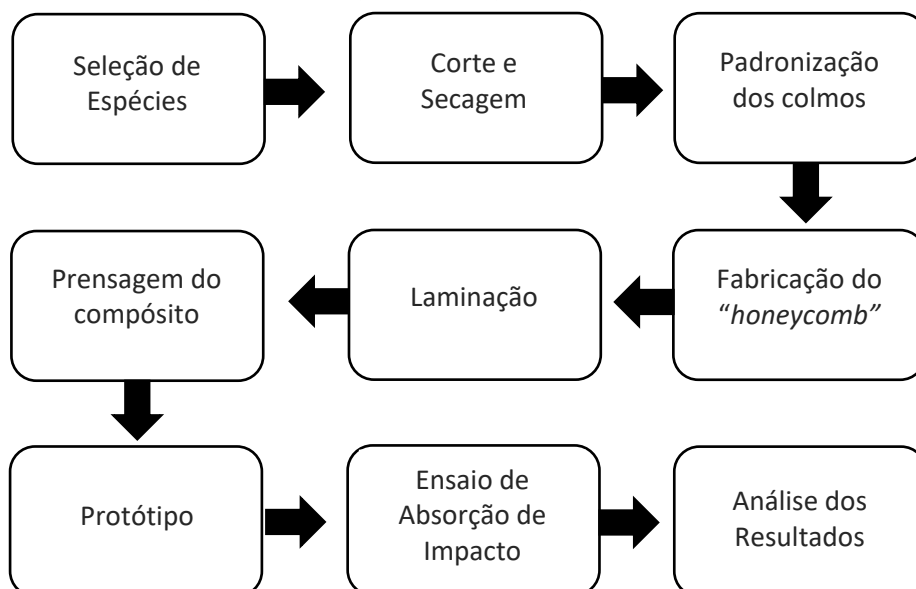 Seleção de
Espécies
Corte e
Secagem
Padronização
dos colmos
Fabricação do
“honeycomb”
Laminação
Prensagem do
compósito
Protótipo
Ensaio de
Absorção de
Impacto
Análise dos
Resultados